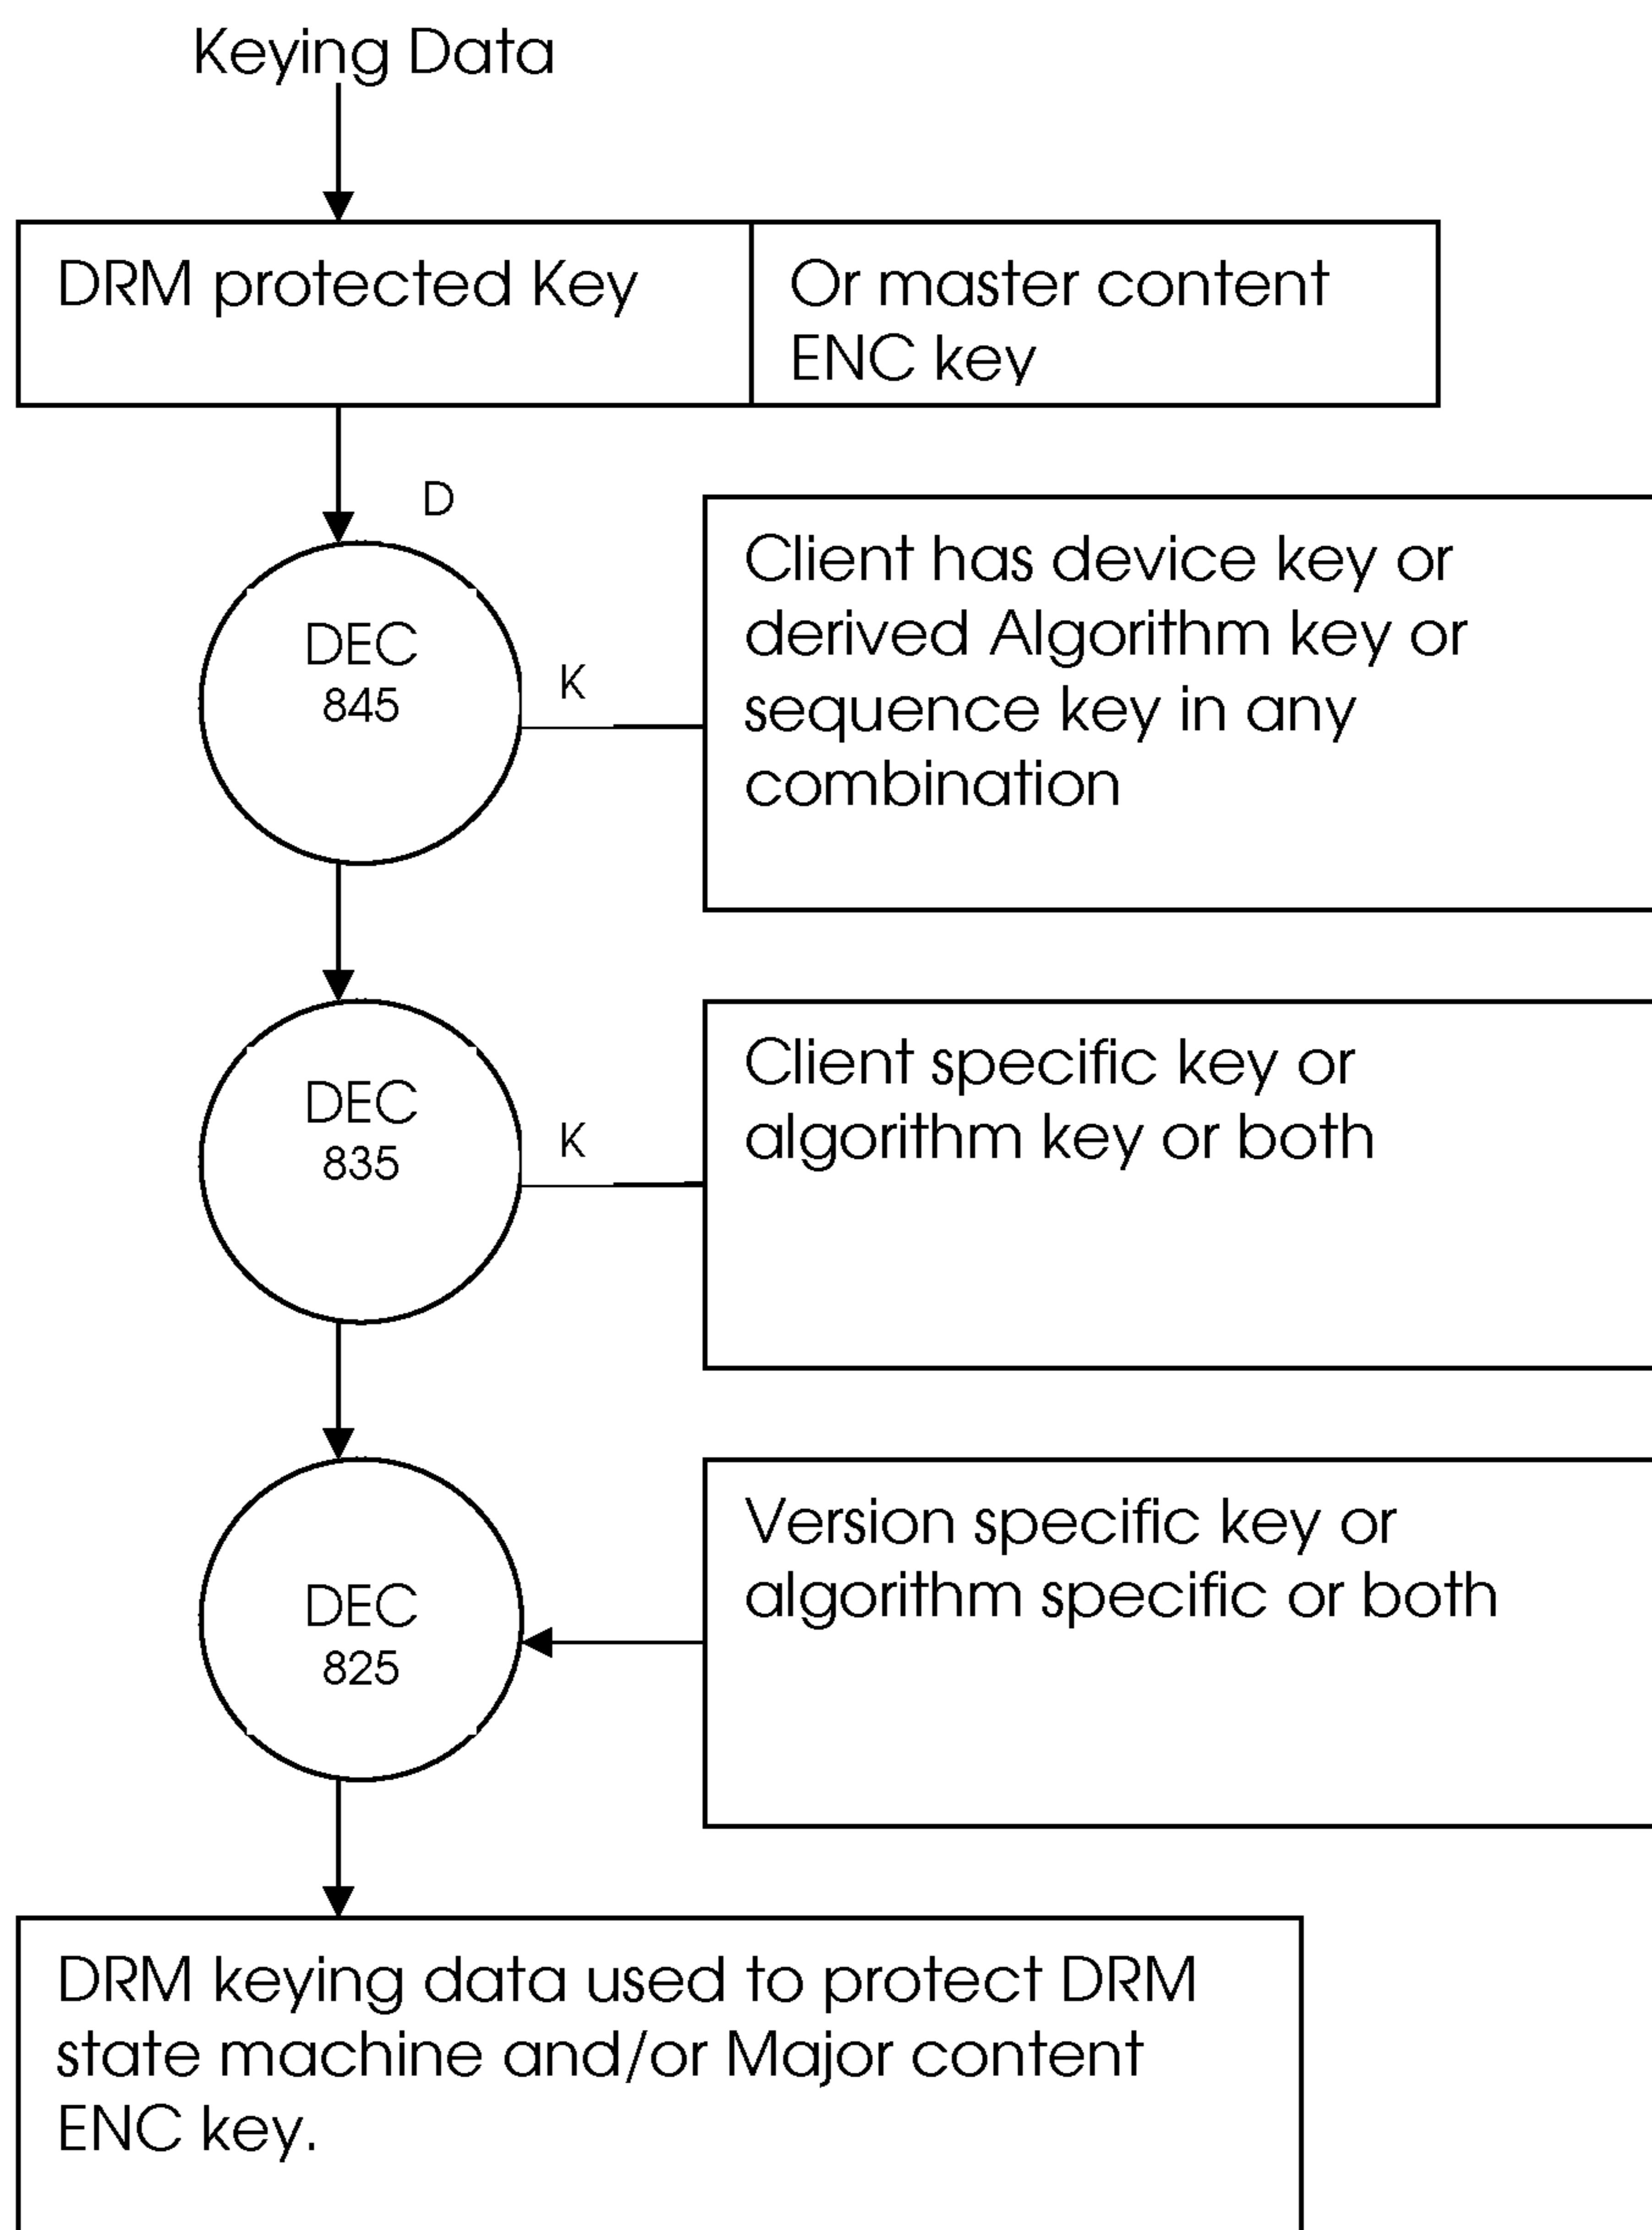 Keying Data
DRM protected Key
Or master content
ENC key
D
DEC
845
K
Client has device key or
derived Algorithm key or
sequence key in any
combination
DEC
835
K
Client specific key or
algorithm key or both
DEC
825
Version specific key or
algorithm specific or both
DRM keying data used to protect DRM
state machine and/or Major content
ENC key.